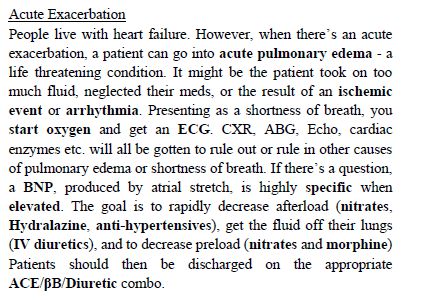 Acute Exacerbation
People live with heart failure. However, when there's an acute
exacerbation, a patient can go into acute pulmonary edema - a
life threatening condition. It might be the patient took on too
much fluid, neglected their meds, or the result of an ischemic
event or arrhythmia. Presenting as a shortness of breath, you
start oxygen and get an ECG. CXR, ABG, Echo, cardiac
enzymes etc. will all be gotten to rule out or rule in other causes
of pulmonary edema or shortness of breath. If there's a question,
a BNP, produced by atrial stretch, is highly specific when
elevated. The goal is to rapidly decrease afterload (nitrates,
Hydralazine, anti-hypertensives), get the fluid off their lungs
(IV diuretics), and to decrease preload (nitrates and morphine)
Patients should then be discharged on the appropriate
ACE/βB/Diuretic combo.